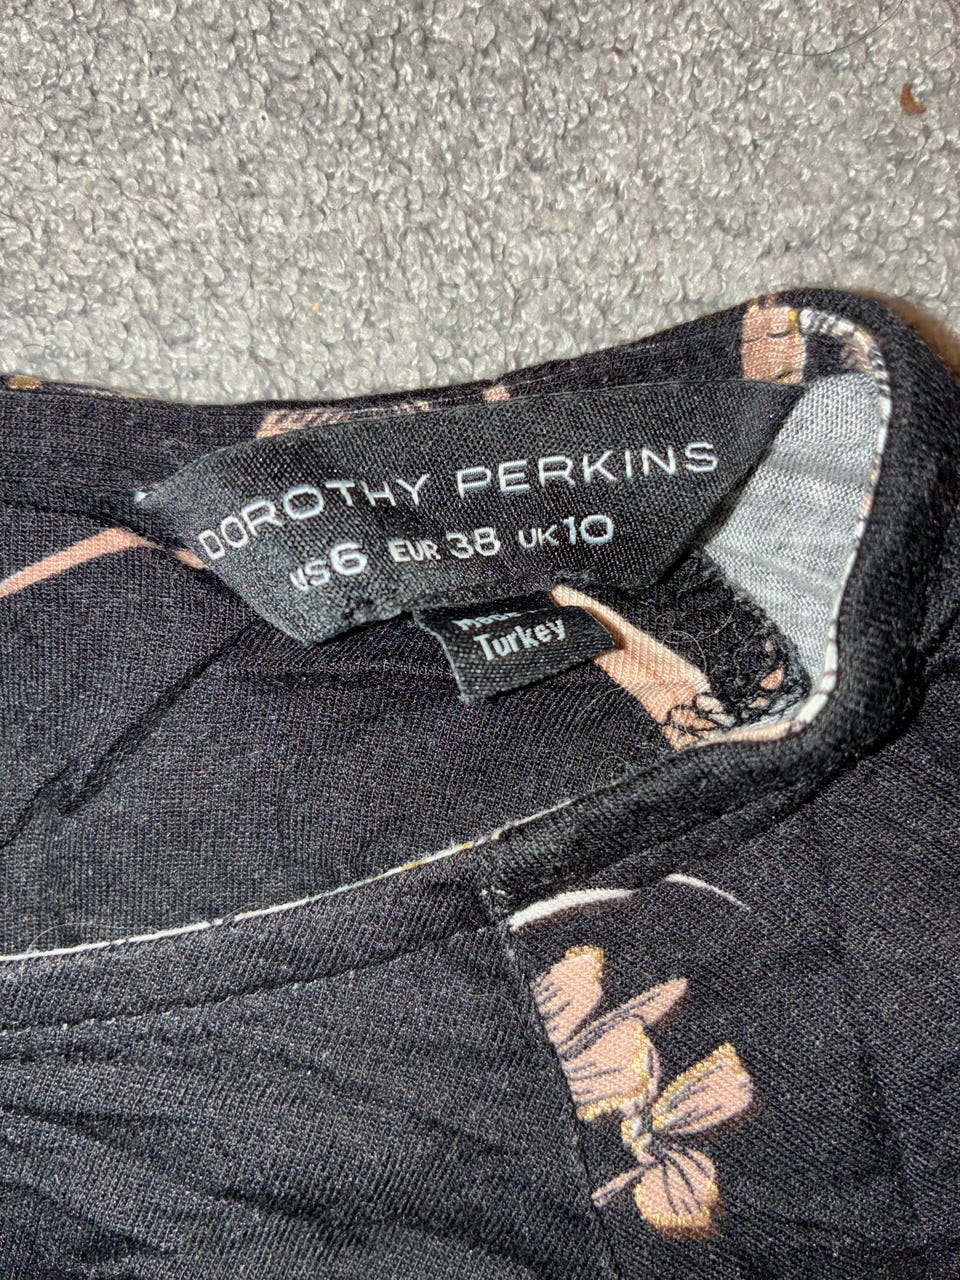 DOROTHY PERKINS
US6 EUR 38 UK10
Turkey